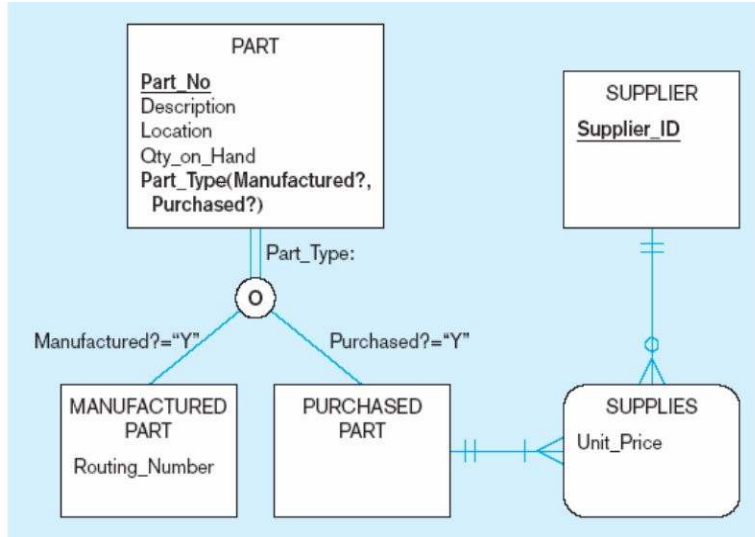 PART
Part_No
Description
Location
Qty_on_Hand
Part_Type(Manufactured?,
Purchased?)
SUPPLIER
Supplier_ID
Part_Type:
O
Manufactured?="Y"
Purchased?="Y"
MANUFACTURED
PART
Routing_Number
PURCHASED
PART
SUPPLIES
Unit_Price